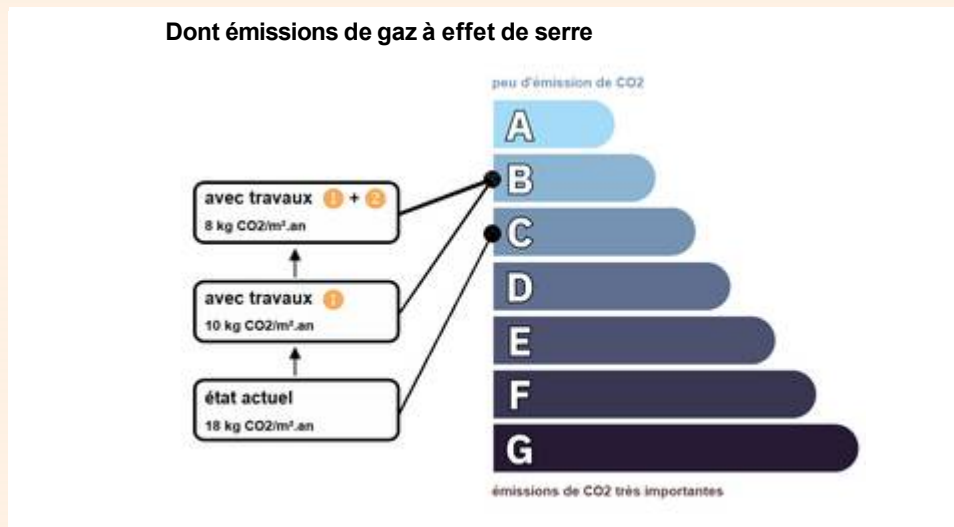 Dont émissions de gaz à effet de serre
peu d'émission de CO2
A
B
C
D
E
F
G
émissions de CO2 très importantes
avec travaux 1 + 2
8 kg CO2/m².an
avec travaux 1
10 kg CO2/m².an
état actuel
18 kg CO2/m².an